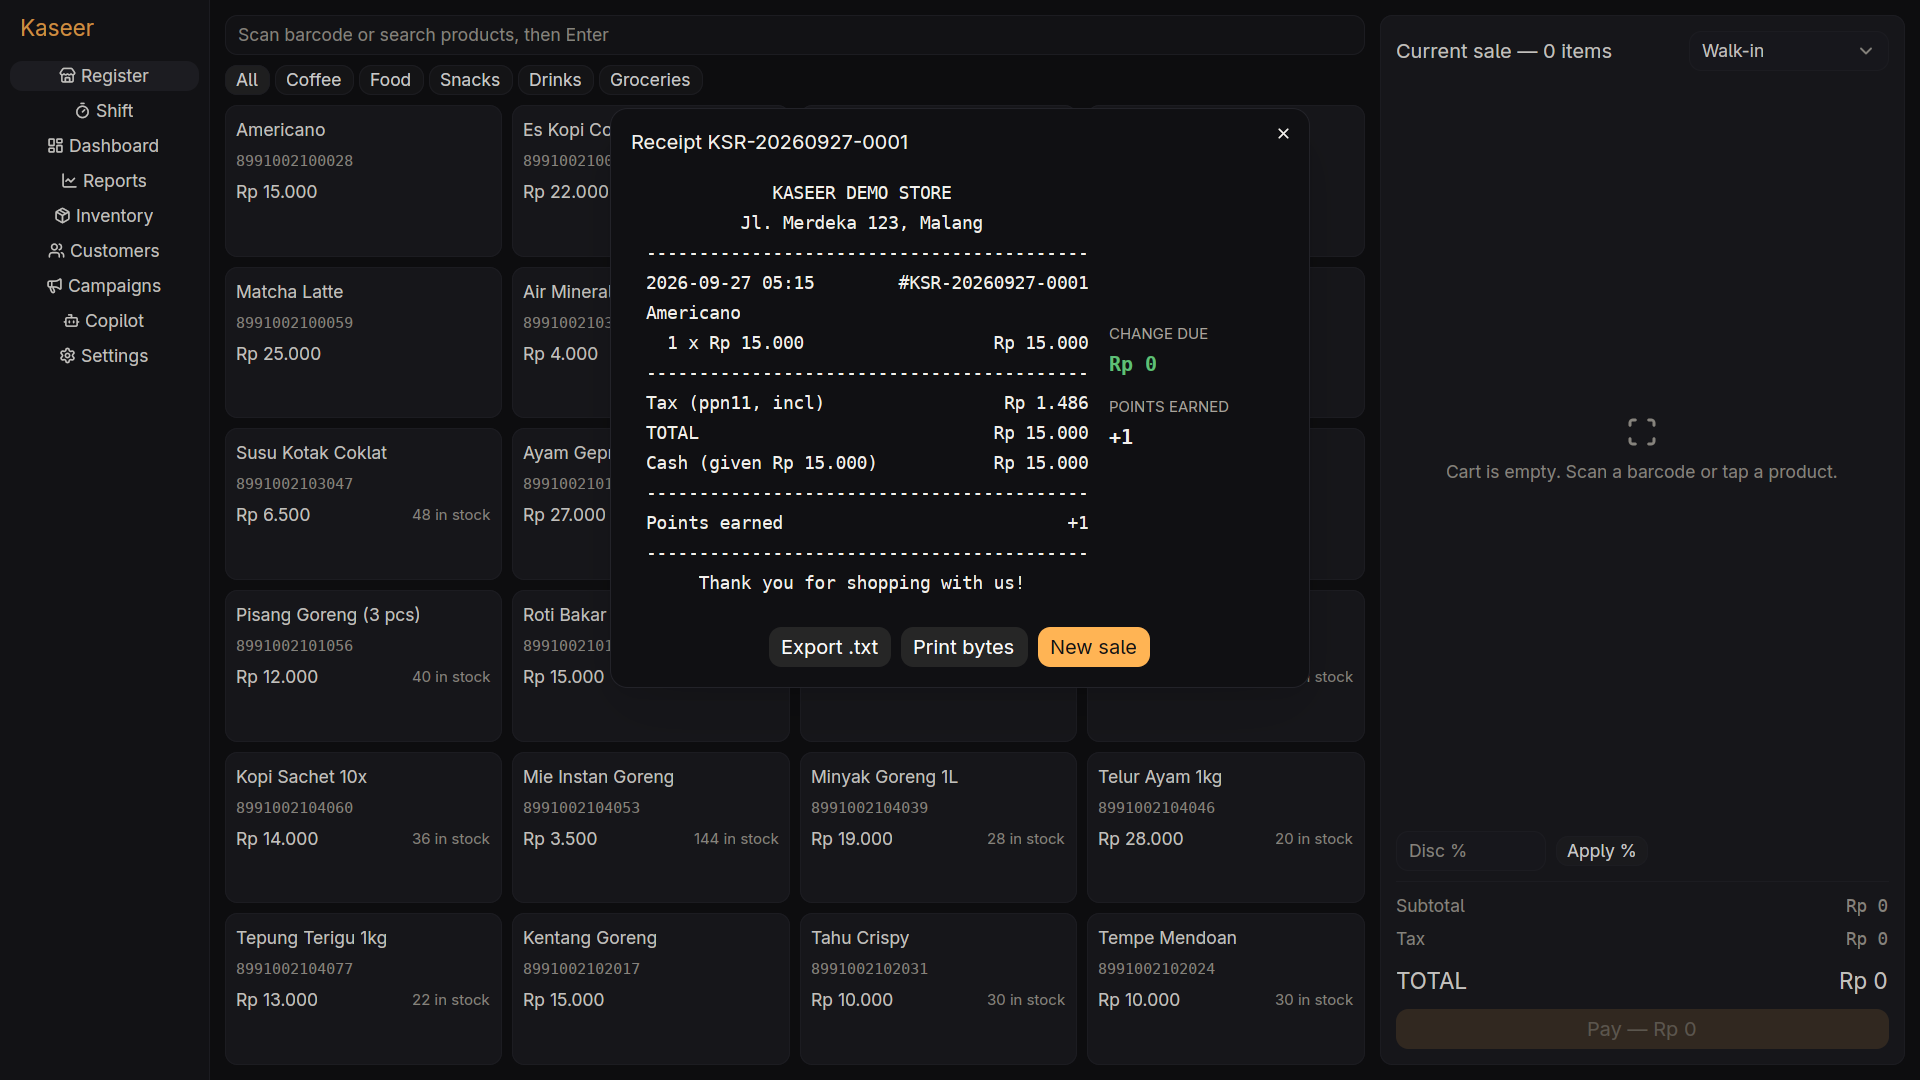 Kaseer
Register
Shift
Dashboard
Reports
Inventory
Customers
Campaigns
Copilot
Settings
Scan barcode or search products, then Enter
All Coffee Food Snacks Drinks Groceries
Americano
8991002100028
Rp 15.000
Es Kopi
Rp 22.000
Matcha Latte
8991002100059
Rp 25.000
Air Mineral
Rp 4.000
Susu Kotak Coklat
8991002103047
Rp 6.500 48 in stock
Ayam
Rp 27.000
Pisang Goreng (3 pcs)
8991002101056
Rp 12.000 40 in stock
Roti Bakar
Rp 15.000
stock
Kopi Sachet 10x
8991002104060
Rp 14.000 36 in stock
Mie Instan Goreng
8991002104053
Rp 3.500 144 in stock
Minyak Goreng 1L
8991002104039
Rp 19.000 28 in stock
Telur Ayam 1kg
8991002104046
Rp 28.000 20 in stock
Tepung Terigu 1kg
8991002104077
Rp 13.000 22 in stock
Kentang Goreng
8991002102017
Rp 15.000
Tahu Crispy
8991002102031
Rp 10.000 30 in stock
Tempe Mendoan
8991002102024
Rp 10.000 30 in stock
Receipt KSR-20260927-0001
KASEER DEMO STORE
Jl. Merdeka 123, Malang
------------------------------------------
2026-09-27 05:15 #KSR-20260927-0001
Americano
1 x Rp 15.000 Rp 15.000
------------------------------------------
Tax (ppn11, incl) Rp 1.486
TOTAL Rp 15.000
Cash (given Rp 15.000) Rp 15.000
------------------------------------------
Points earned +1
------------------------------------------
Thank you for shopping with us!
CHANGE DUE
Rp 0
POINTS EARNED
+1
Export .txt Print bytes New sale
Current sale — 0 items
Walk-in
Cart is empty. Scan a barcode or tap a product.
Disc % Apply %
Subtotal Rp 0
Tax Rp 0
TOTAL Rp 0
Pay — Rp 0